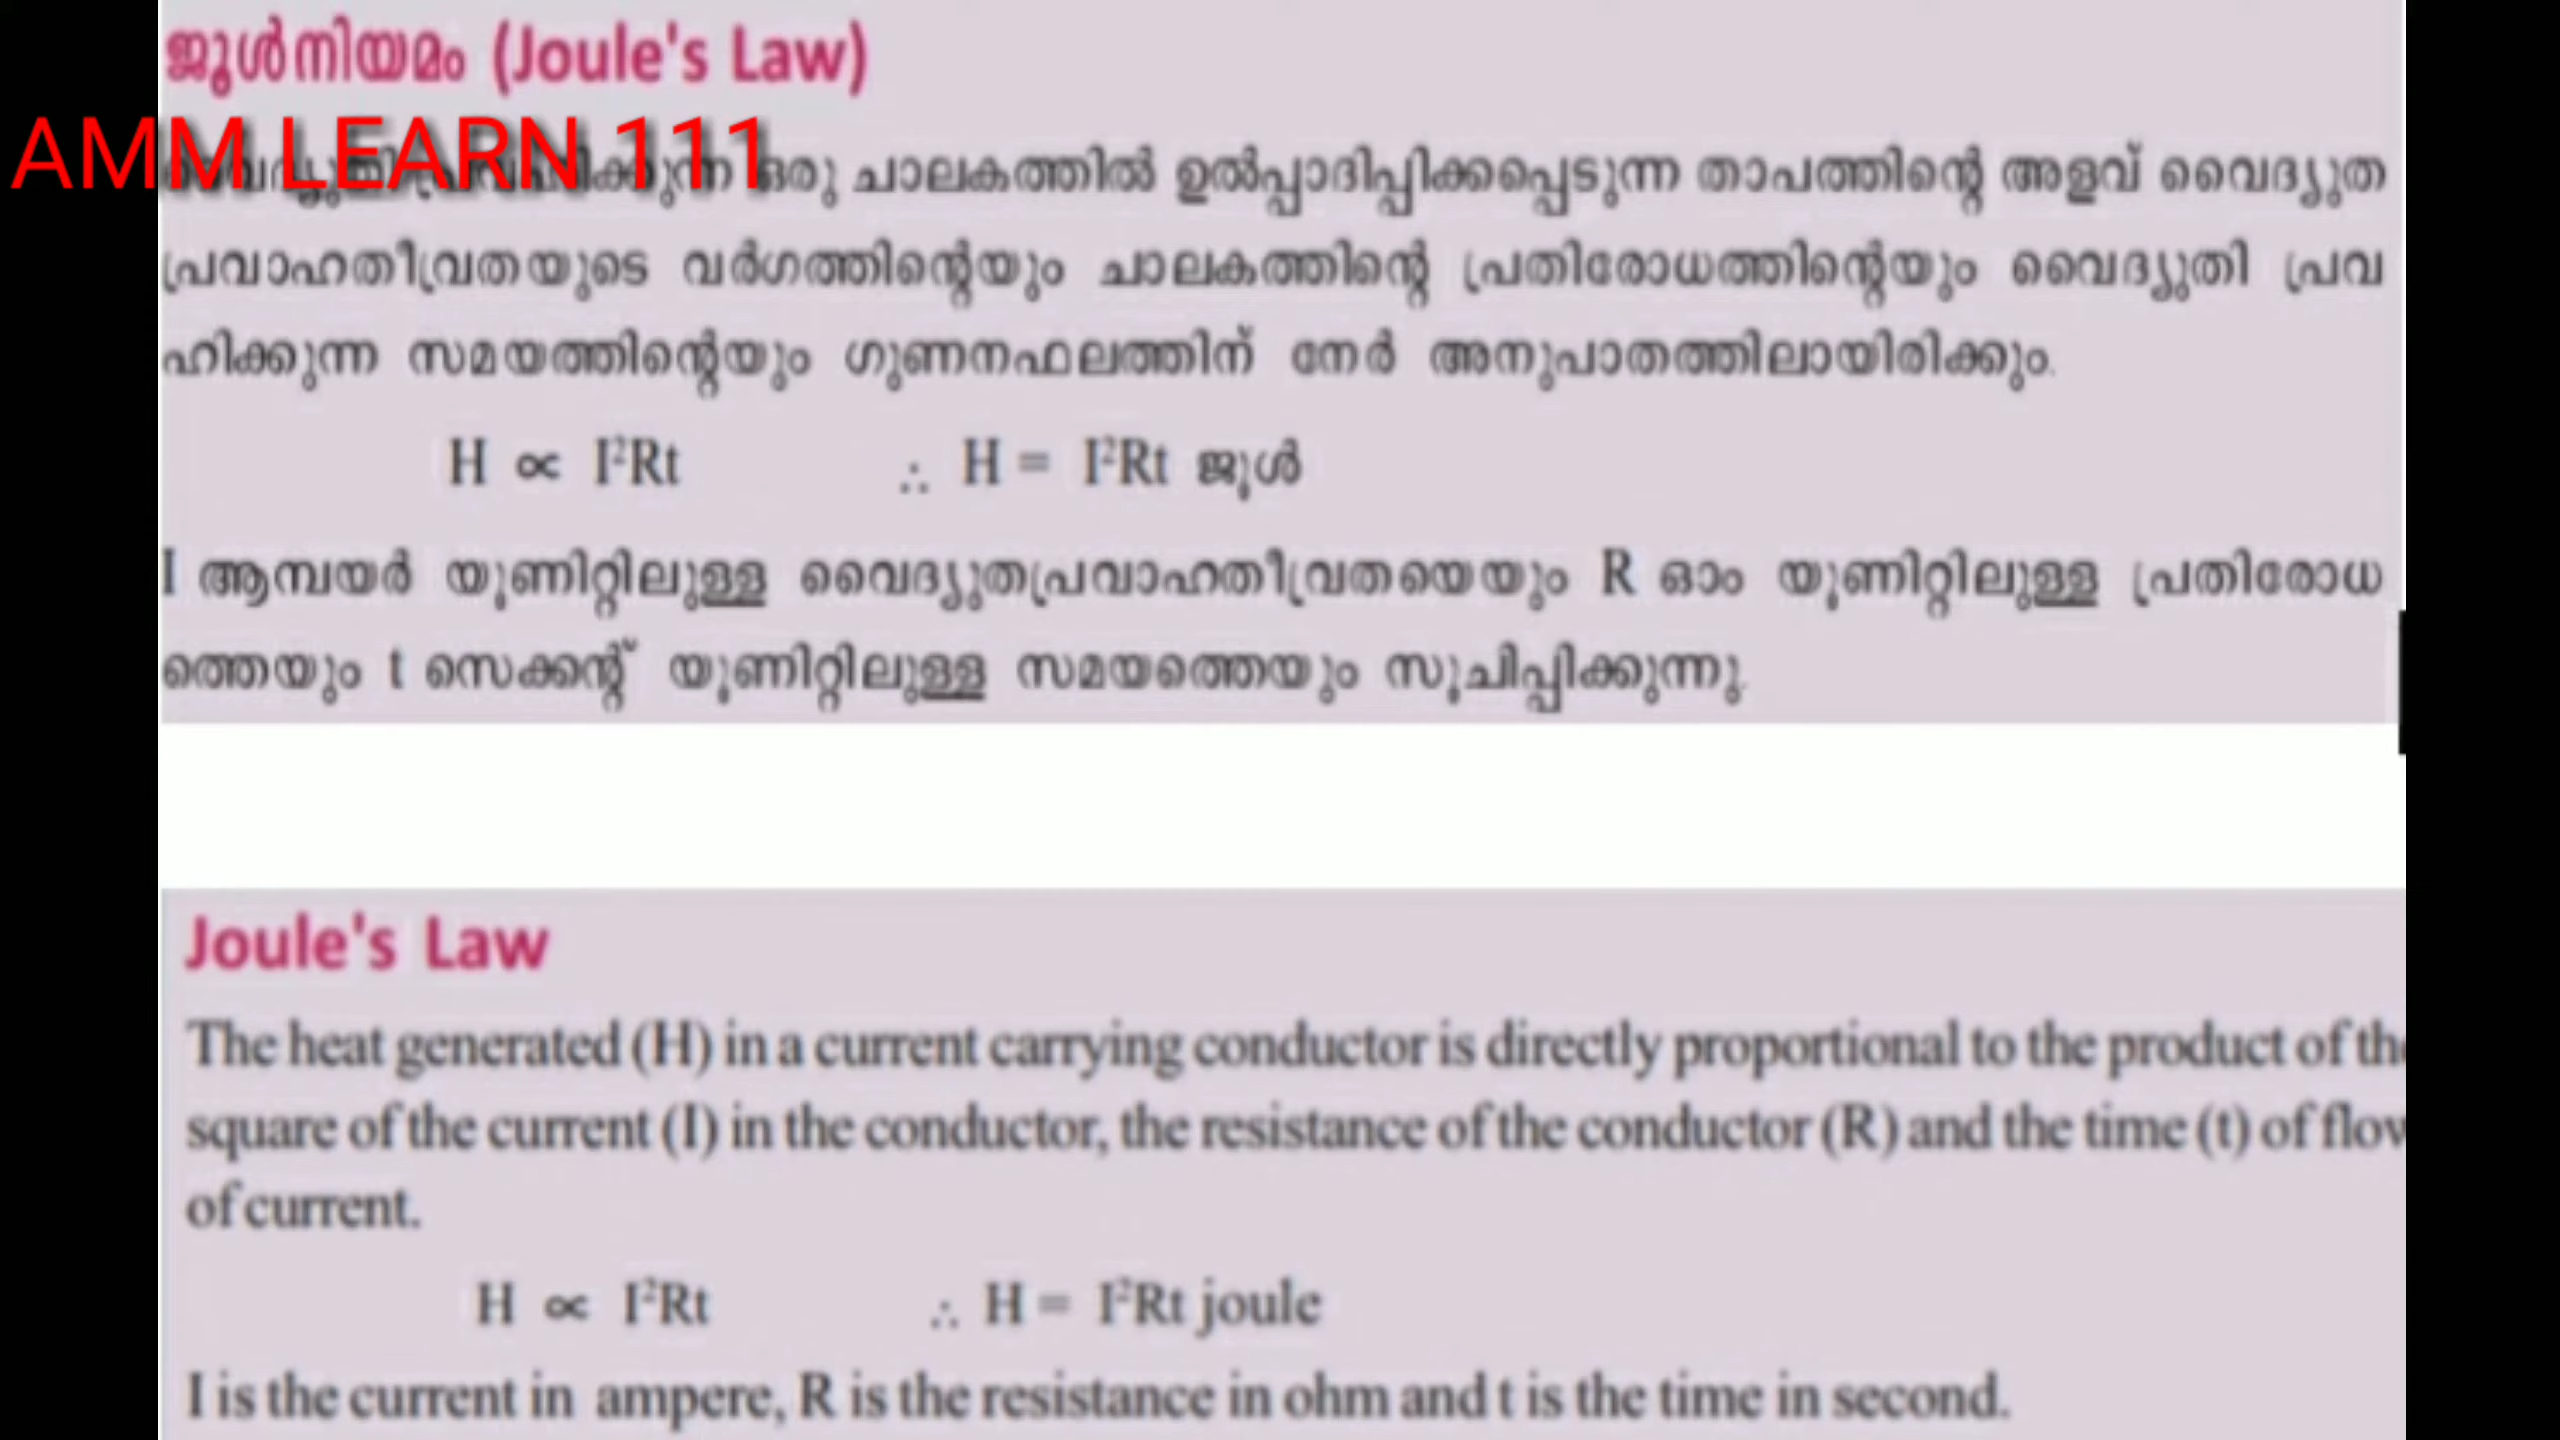 ജൂൾനിയമം (Joule's Law)
AMM LEARN 111
ഒരു ചാലകത്തിൽ ഉൽപ്പാദിപ്പിക്കപ്പെടുന്ന താപത്തിന്റെ അളവ് വൈദ്യുത
പ്രവാഹതീവ്രതയുടെ വർഗത്തിന്റെയും ചാലകത്തിന്റെ പ്രതിരോധത്തിന്റെയും വൈദ്യുതി പ്രവ
ഹിക്കുന്ന സമയത്തിന്റെയും ഗുണനഫലത്തിന് നേർ അനുപാതത്തിലായിരിക്കും.
H ∝ I²Rt ∴ H = I²Rt ജൂൾ
I ആമ്പയർ യൂണിറ്റിലുള്ള വൈദ്യുതപ്രവാഹതീവ്രതയെയും R ഓം യൂണിറ്റിലുള്ള പ്രതിരോധ
ത്തെയും t സെക്കന്റ് യൂണിറ്റിലുള്ള സമയത്തെയും സൂചിപ്പിക്കുന്നു.
Joule's Law
The heat generated (H) in a current carrying conductor is directly proportional to the product of the
square of the current (I) in the conductor, the resistance of the conductor (R) and the time (t) of flow
of current.
H ∝ I²Rt ∴ H = I²Rt joule
I is the current in ampere, R is the resistance in ohm and t is the time in second.